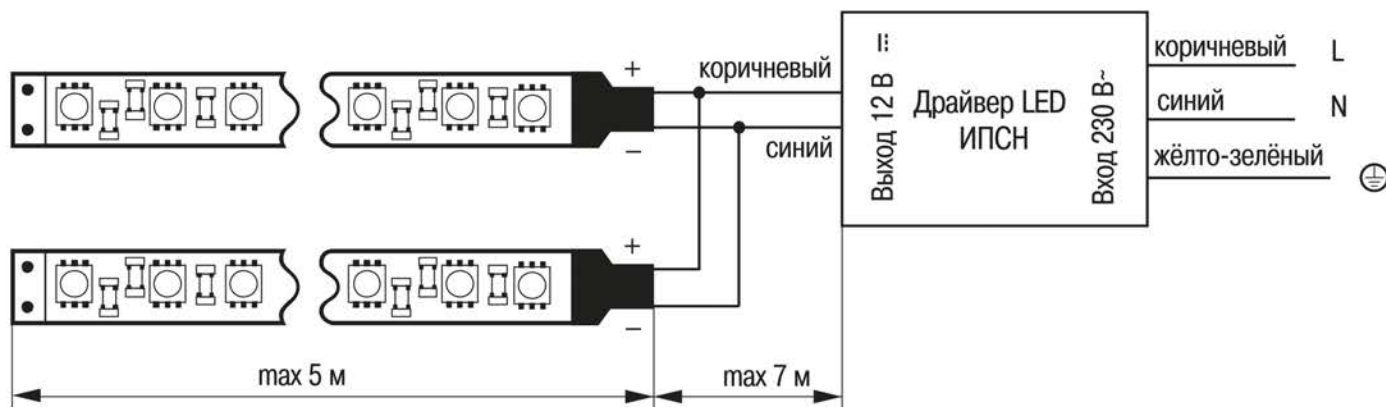 +
коричневый
синий
−
+
−
max 5 м
max 7 м
Выход 12 В
Драйвер LED
ИПСН
Вход 230 В~
коричневый L
синий N
жёлто-зелёный